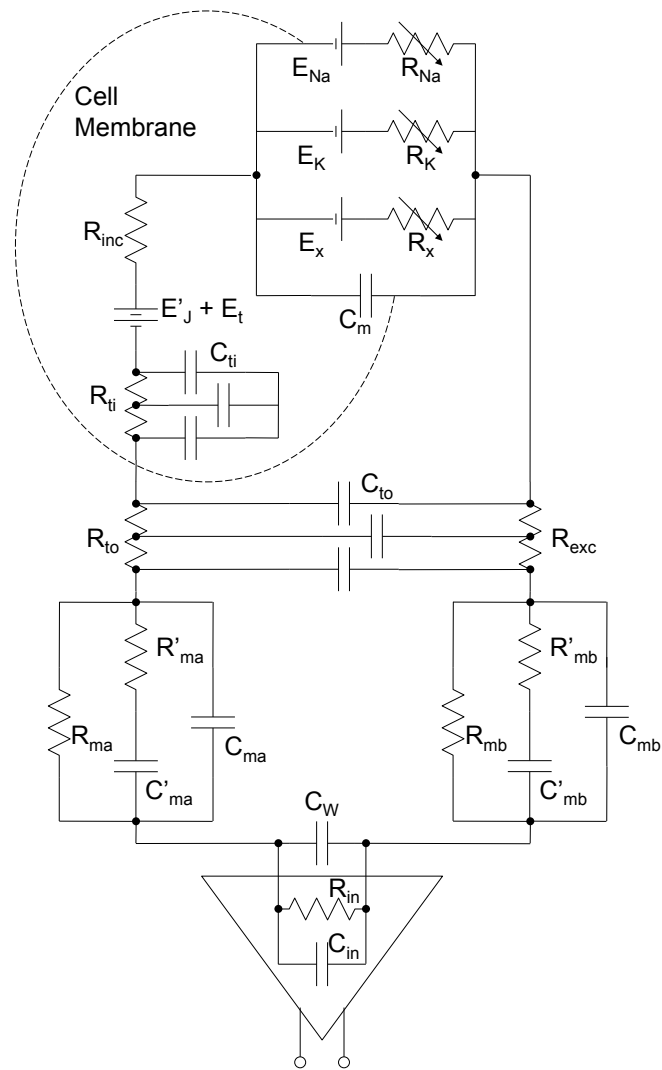 Cell
Membrane
E_Na
R_Na
E_K
R_K
E_x
R_x
C_m
R_inc
E'_J + E_t
C_ti
R_ti
C_to
R_to
R_exc
R'_ma
R_ma
C_ma
C'_ma
R'_mb
R_mb
C_mb
C'_mb
C_W
R_in
C_in